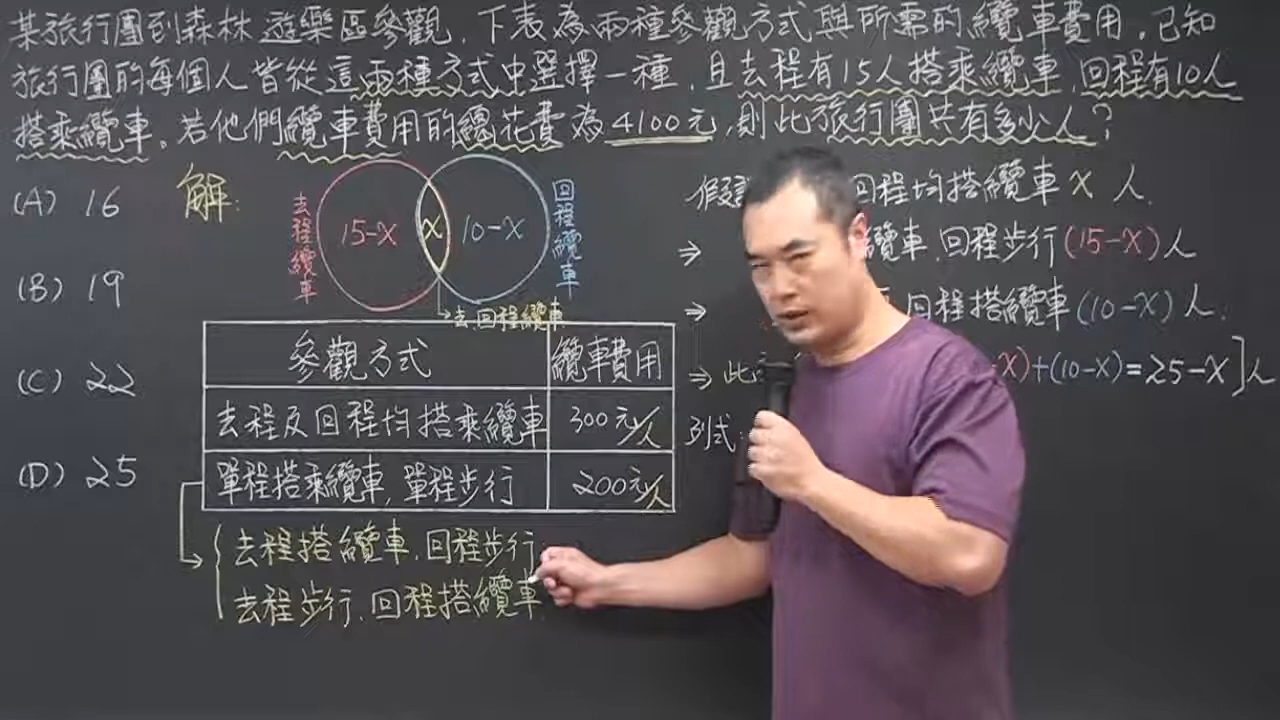 某旅行團到森林遊樂區參觀,下表為兩種參觀方式與所需的纜車費用。已知
旅行團的每個人皆從這兩種方式中選擇一種,且去程有15人搭乘纜車,回程有10人
搭乘纜車。若他們纜車費用的總花費為4100元,則此旅行團共有多少人?
(A) 16
(B) 19
(C) 22
(D) 25
解:
去程纜車
15-X
X
10-X
回程纜車
去.回程纜車
參觀方式 纜車費用
去程及回程均搭乘纜車 300元/人
單程搭乘纜車,單程步行 200元/人
去程搭纜車,回程步行
去程步行,回程搭纜車
假 回程均搭纜車 X 人
⇒ 纜車,回程步行(15-X)人
⇒ 回程搭纜車(10-X)人.
⇒ 此 -X)+(10-X)=25-X]人
列式: